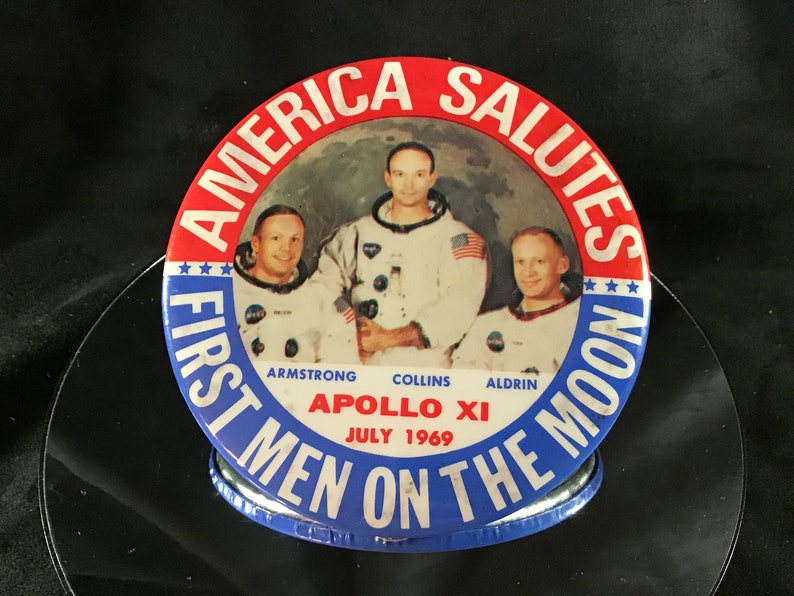 AMERICA SALUTES
ARMSTRONG COLLINS ALDRIN
APOLLO XI
JULY 1969
FIRST MEN ON THE MOON